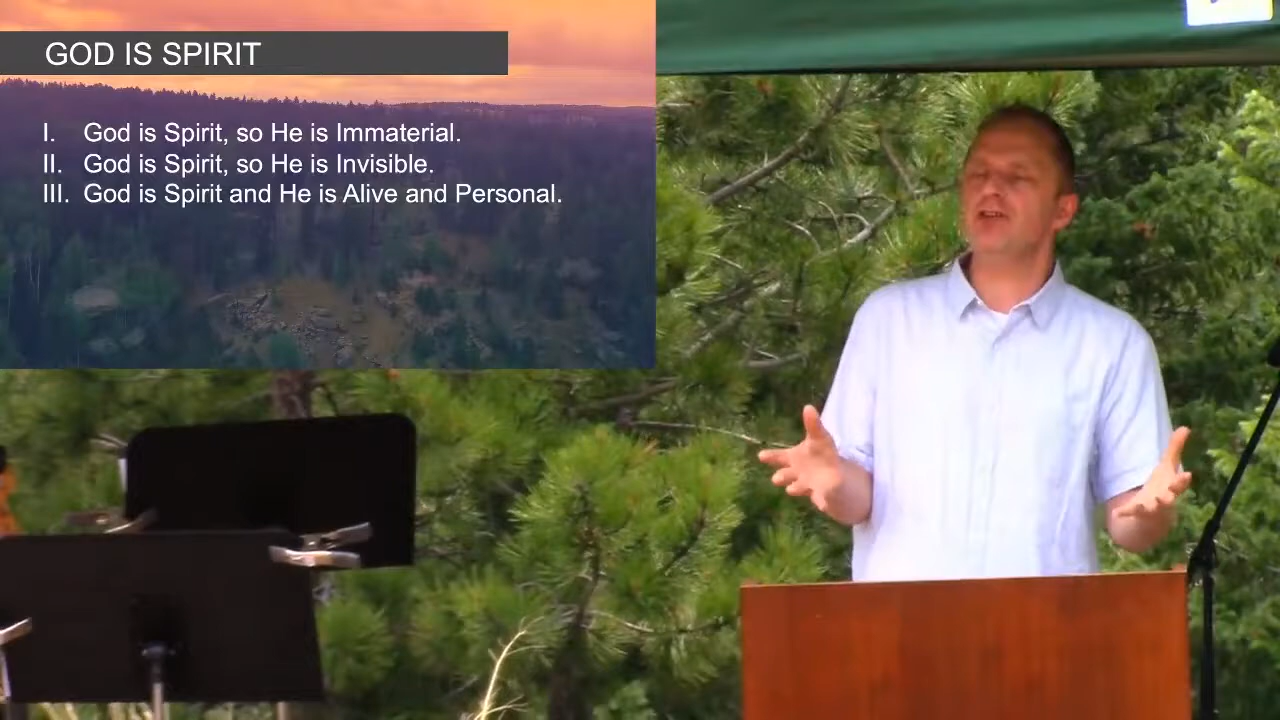 GOD IS SPIRIT
I. God is Spirit, so He is Immaterial.
II. God is Spirit, so He is Invisible.
III. God is Spirit and He is Alive and Personal.